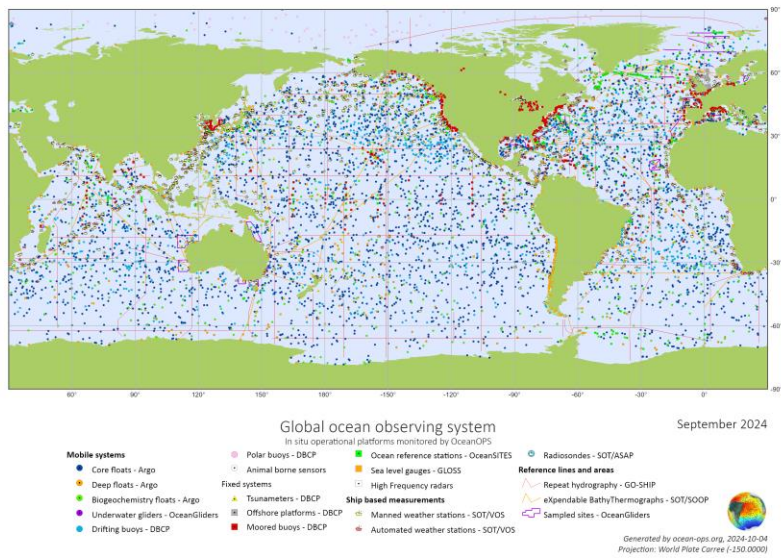 90°
60°
30°
0°
-30°
-60°
-90°
60°
90°
120°
150°
180°
-150°
-120°
-90°
-60°
-30°
0°
Global ocean observing system
September 2024
In situ operational platforms monitored by OceanOPS
Mobile systems
Core floats - Argo
Deep floats - Argo
Biogeochemistry floats - Argo
Underwater gliders - OceanGliders
Drifting buoys - DBCP
Polar buoys - DBCP
Animal borne sensors
Fixed systems
Tsunameters - DBCP
Offshore platforms - DBCP
Moored buoys - DBCP
Ocean reference stations - OceanSITES
Sea level gauges - GLOSS
High Frequency radars
Ship based measurements
Manned weather stations - SOT/VOS
Automated weather stations - SOT/VOS
Radiosondes - SOT/ASAP
Reference lines and areas
Repeat hydrography - GO-SHIP
eXpendable BathyThermographs - SOT/SOOP
Sampled sites - OceanGliders
Generated by ocean-ops.org, 2024-10-04
Projection: World Plate Carree (-150.0000)